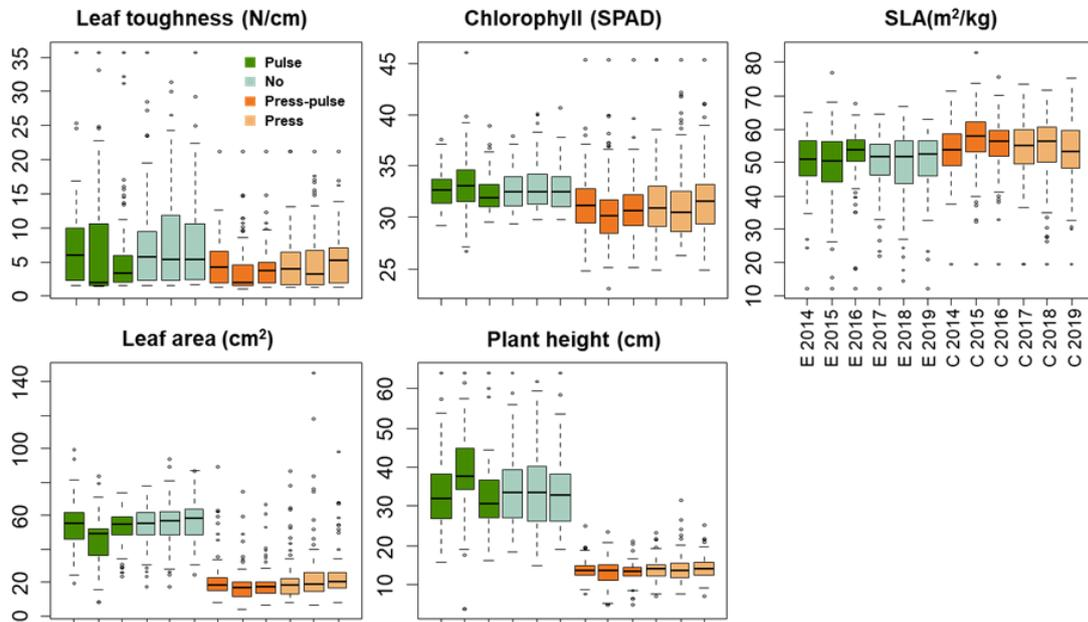 Leaf toughness (N/cm)
Chlorophyll (SPAD)
SLA(m²/kg)
35
30
25
20
15
10
5
0
Pulse
No
Press-pulse
Press
45
40
35
30
25
80
70
60
50
40
30
20
10
E 2014
E 2015
E 2016
E 2017
E 2018
E 2019
C 2014
C 2015
C 2016
C 2017
C 2018
C 2019
Leaf area (cm²)
Plant height (cm)
140
100
60
20
0
60
50
40
30
20
10